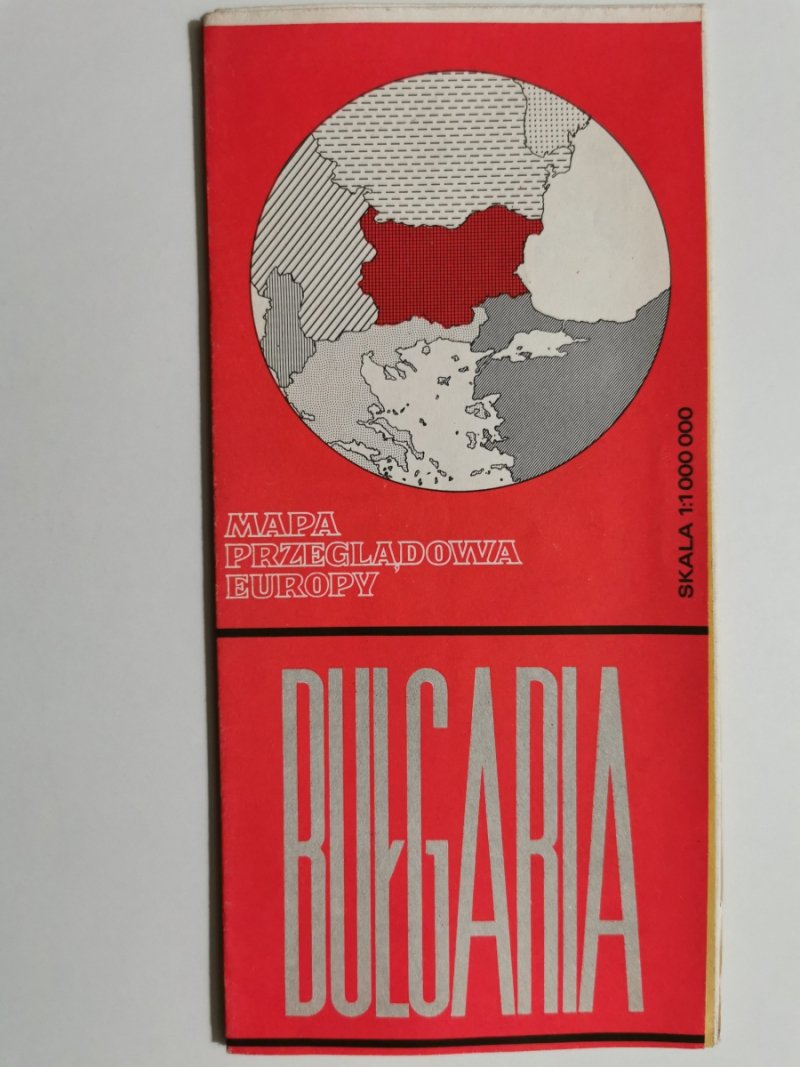 MAPA
PRZEGLĄDOWA
EUROPY
SKALA 1:1 000 000
BUŁGARIA